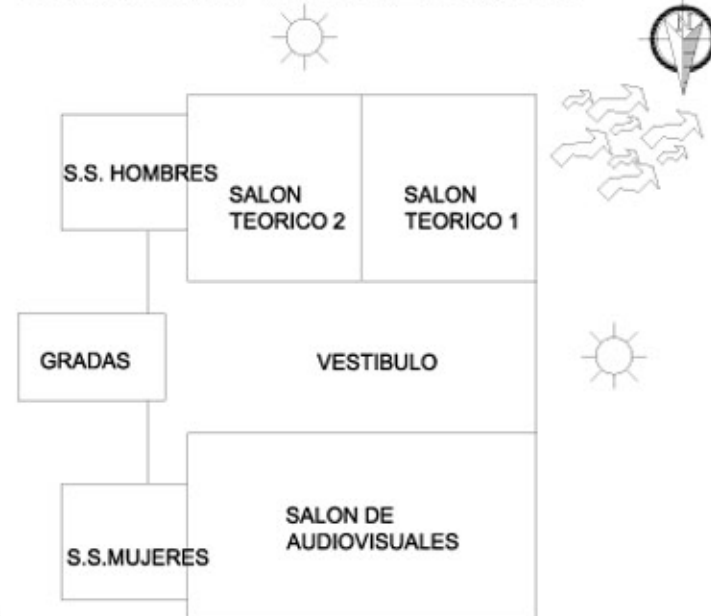 S.S. HOMBRES
SALON
TEORICO 2
SALON
TEORICO 1
GRADAS
VESTIBULO
SALON DE
AUDIOVISUALES
S.S.MUJERES